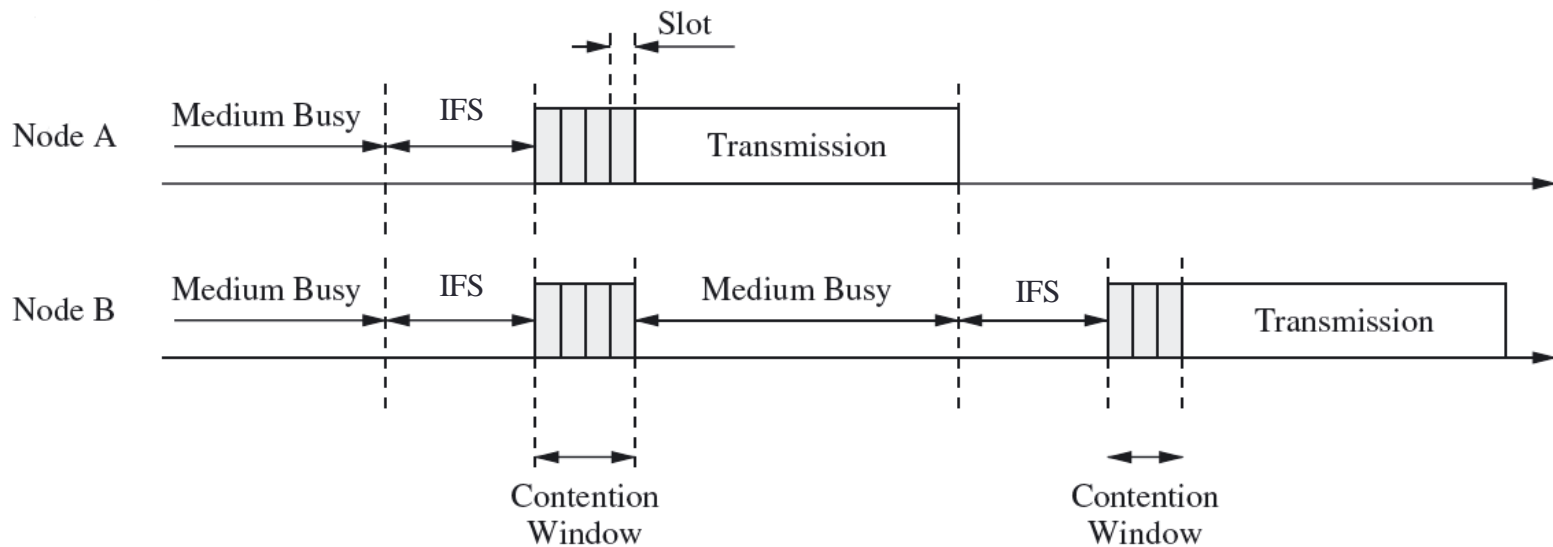 Slot
Medium Busy
IFS
Node A
Transmission
Medium Busy
IFS
Medium Busy
IFS
Node B
Transmission
Contention
Window
Contention
Window